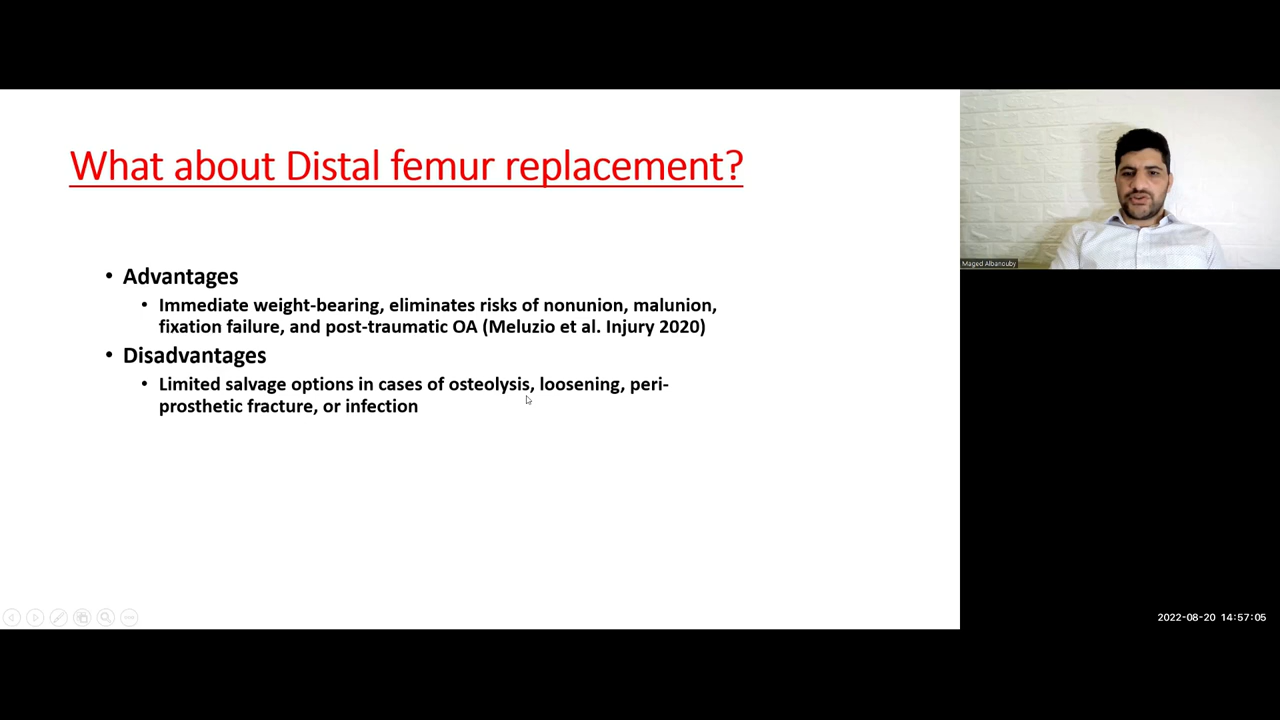 What about Distal femur replacement?
• Advantages
• Immediate weight-bearing, eliminates risks of nonunion, malunion,
fixation failure, and post-traumatic OA (Meluzio et al. Injury 2020)
• Disadvantages
• Limited salvage options in cases of osteolysis, loosening, peri-
prosthetic fracture, or infection
Maged Albanouby
2022-08-20 14:57:05